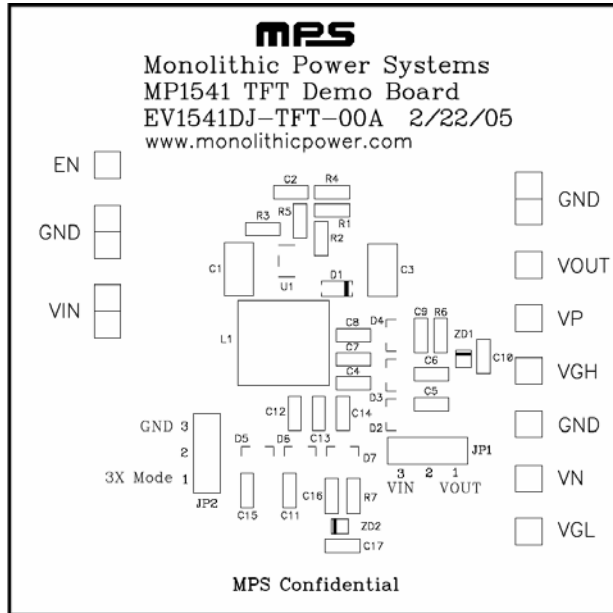 MPS
Monolithic Power Systems
MP1541 TFT Demo Board
EV1541DJ-TFT-00A 2/22/05
www.monolithicpower.com
EN
GND
VIN
GND
VOUT
VP
VGH
GND
VN
VGL
C2 R4
R3 R5 R1
R2
C1 U1 D1 C3
L1
C8
C7
C4
D4 C9 R6 ZD1 C10
C6
D3
C5
D2
C12 C13 C14
GND 3
2
3X Mode 1
JP2
D5 D6 D7
JP1
3 2 1
VIN VOUT
C15 C11 C16 R7
ZD2
C17
MPS Confidential